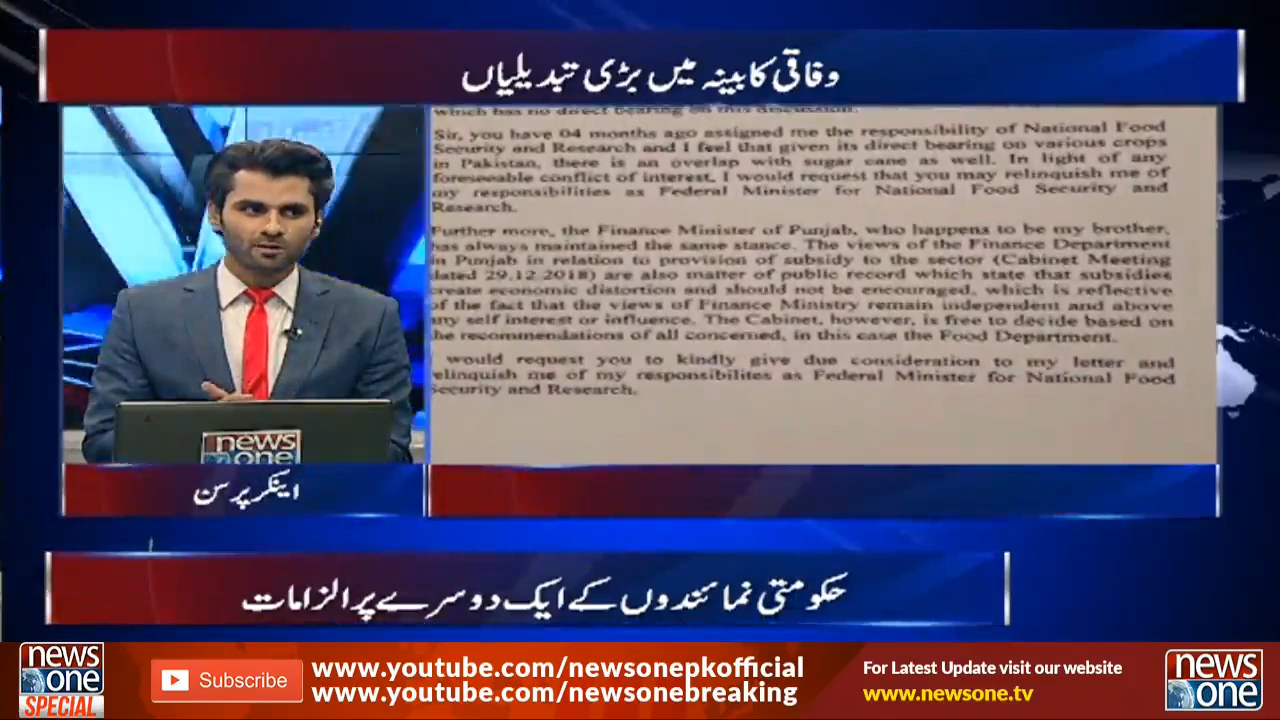 وفاقی کابینہ میں بڑی تبدیلیاں
which has no direct bearing on this discussion.
Sir, you have 04 months ago assigned me the responsibility of National Food
Security and Research and I feel that given its direct bearing on various crops
in Pakistan, there is an overlap with sugar cane as well. In light of any
foreseeable conflict of interest, I would request that you may relinquish me of
my responsibilities as Federal Minister for National Food Security and
Research.
Further more, the Finance Minister of Punjab, who happens to be my brother,
has always maintained the same stance. The views of the Finance Department
in Punjab in relation to provision of subsidy to the sector (Cabinet Meeting
dated 29.12.2018) are also matter of public record which state that subsidies
create economic distortion and should not be encouraged, which is reflective
of the fact that the views of Finance Ministry remain independent and above
any self interest or influence. The Cabinet, however, is free to decide based on
he recommendations of all concerned, in this case the Food Department.
would request you to kindly give due consideration to my letter and
elinquish me of my responsibilites as Federal Minister for National Food
Security and Research.
news
one
اینکر پرسن
حکومتی نمائندوں کے ایک دوسرے پر الزامات
news
one
SPECIAL
Subscribe
www.youtube.com/newsonepkofficial
www.youtube.com/newsonebreaking
For Latest Update visit our website
www.newsone.tv
news
one